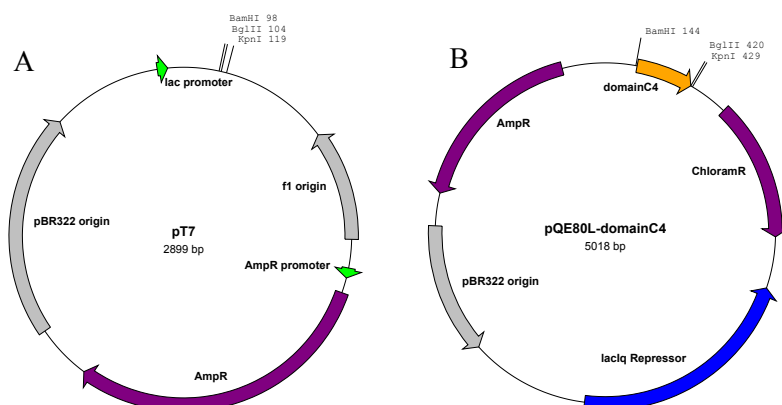 A
BamHI 98
BglII 104
KpnI 119
lac promoter
f1 origin
pBR322 origin
pT7
2899 bp
AmpR promoter
AmpR
B
BamHI 144
BglII 420
KpnI 429
domainC4
AmpR
ChloramR
pQE80L-domainC4
5018 bp
pBR322 origin
lacIq Repressor